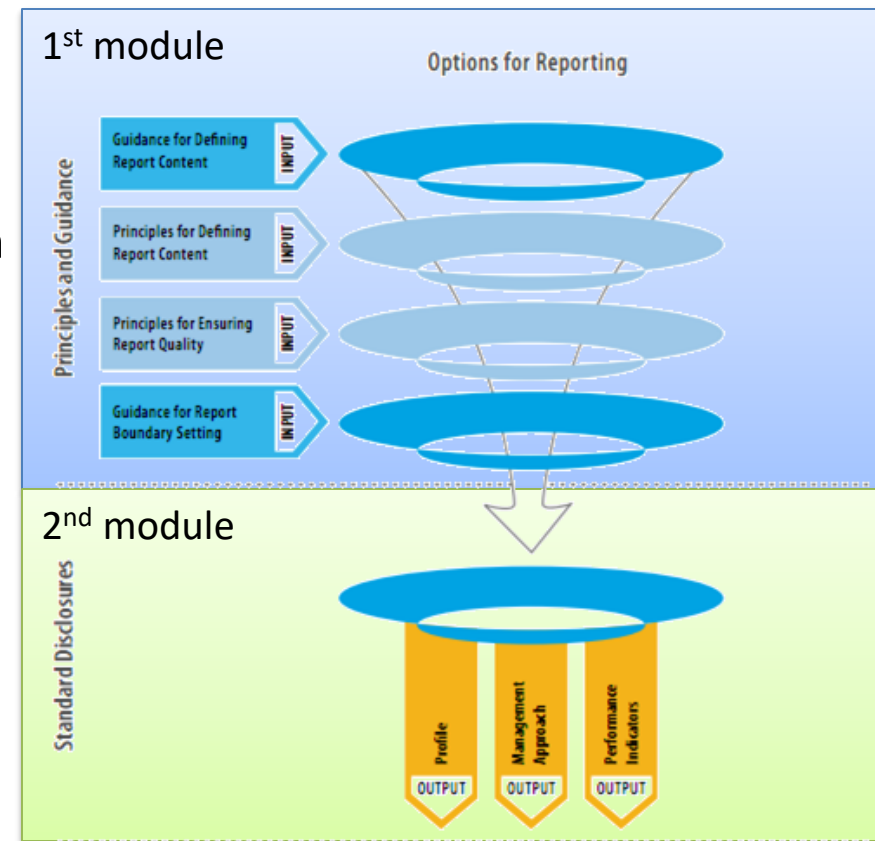 1st module
Options for Reporting
Principles and Guidance
Guidance for Defining
Report Content
INPUT
Principles for Defining
Report Content
INPUT
Principles for Ensuring
Report Quality
INPUT
Guidance for Report
Boundary Setting
INPUT
2nd module
Standard Disclosures
Profile
OUTPUT
Management
Approach
OUTPUT
Performance
Indicators
OUTPUT